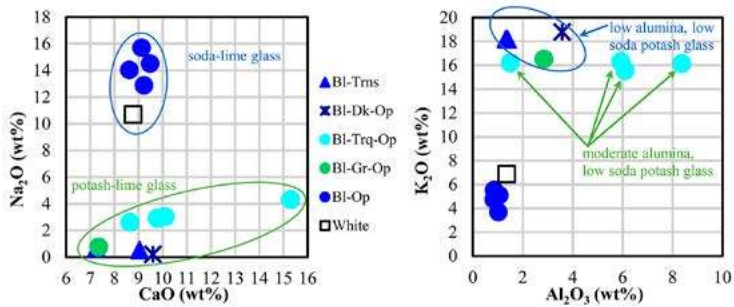 18
16
14
12
10
8
6
4
2
0
Na₂O (wt%)
soda-lime glass
potash-lime glass
6 7 8 9 10 11 12 13 14 15 16
CaO (wt%)
Bl-Trns
Bl-Dk-Op
Bl-Trq-Op
Bl-Gr-Op
Bl-Op
White
20
18
16
14
12
10
8
6
4
2
0
K₂O (wt%)
low alumina, low
soda potash glass
moderate alumina,
low soda potash glass
0 2 4 6 8 10
Al₂O₃ (wt%)